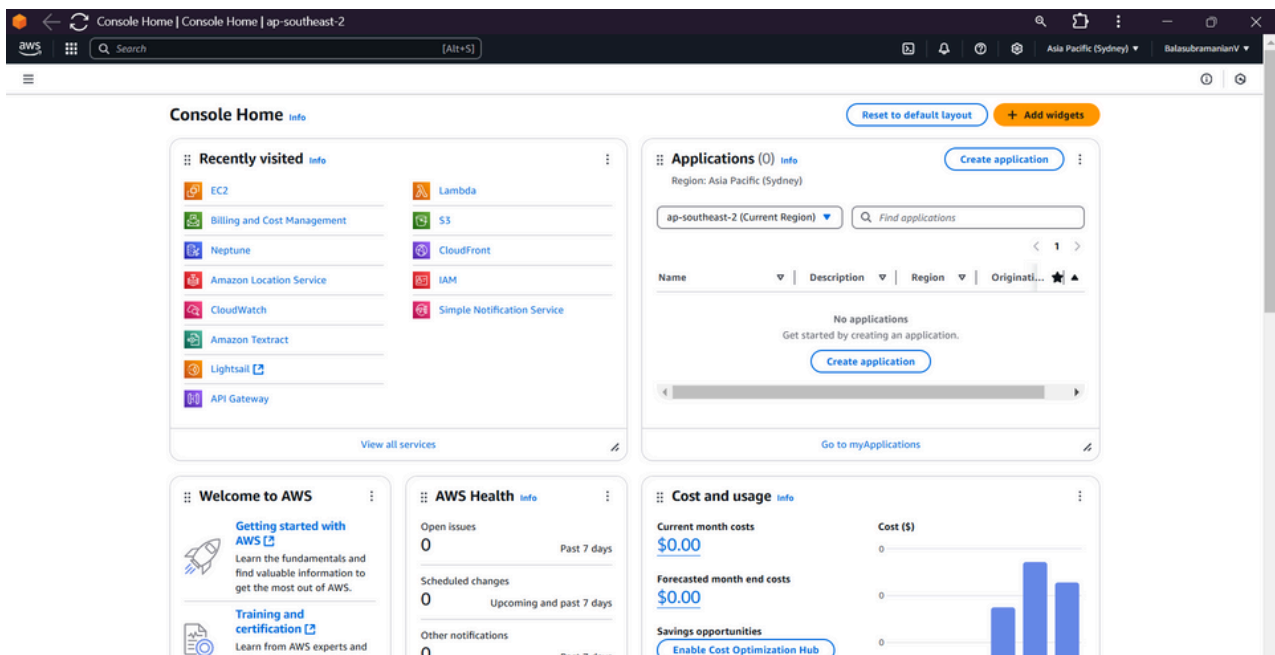 Console Home | Console Home | ap-southeast-2
aws
Search [Alt+S]
Asia Pacific (Sydney) ▼
BalasubramanianV ▼
Console Home Info
Reset to default layout
+ Add widgets
Recently visited Info
EC2
Billing and Cost Management
Neptune
Amazon Location Service
CloudWatch
Amazon Textract
Lightsail
API Gateway
Lambda
S3
CloudFront
IAM
Simple Notification Service
View all services
Applications (0) Info
Create application
Region: Asia Pacific (Sydney)
ap-southeast-2 (Current Region)
Find applications
< 1 >
Name
Description
Region
Originati...
No applications
Get started by creating an application.
Create application
Go to myApplications
Welcome to AWS
Getting started with
AWS
Learn the fundamentals and
find valuable information to
get the most out of AWS.
Training and
certification
Learn from AWS experts and
AWS Health Info
Open issues
0 Past 7 days
Scheduled changes
0 Upcoming and past 7 days
Other notifications
0 Past 7 days
Cost and usage Info
Current month costs
$0.00
Forecasted month end costs
$0.00
Savings opportunities
Enable Cost Optimization Hub
Cost ($)
0
0
0